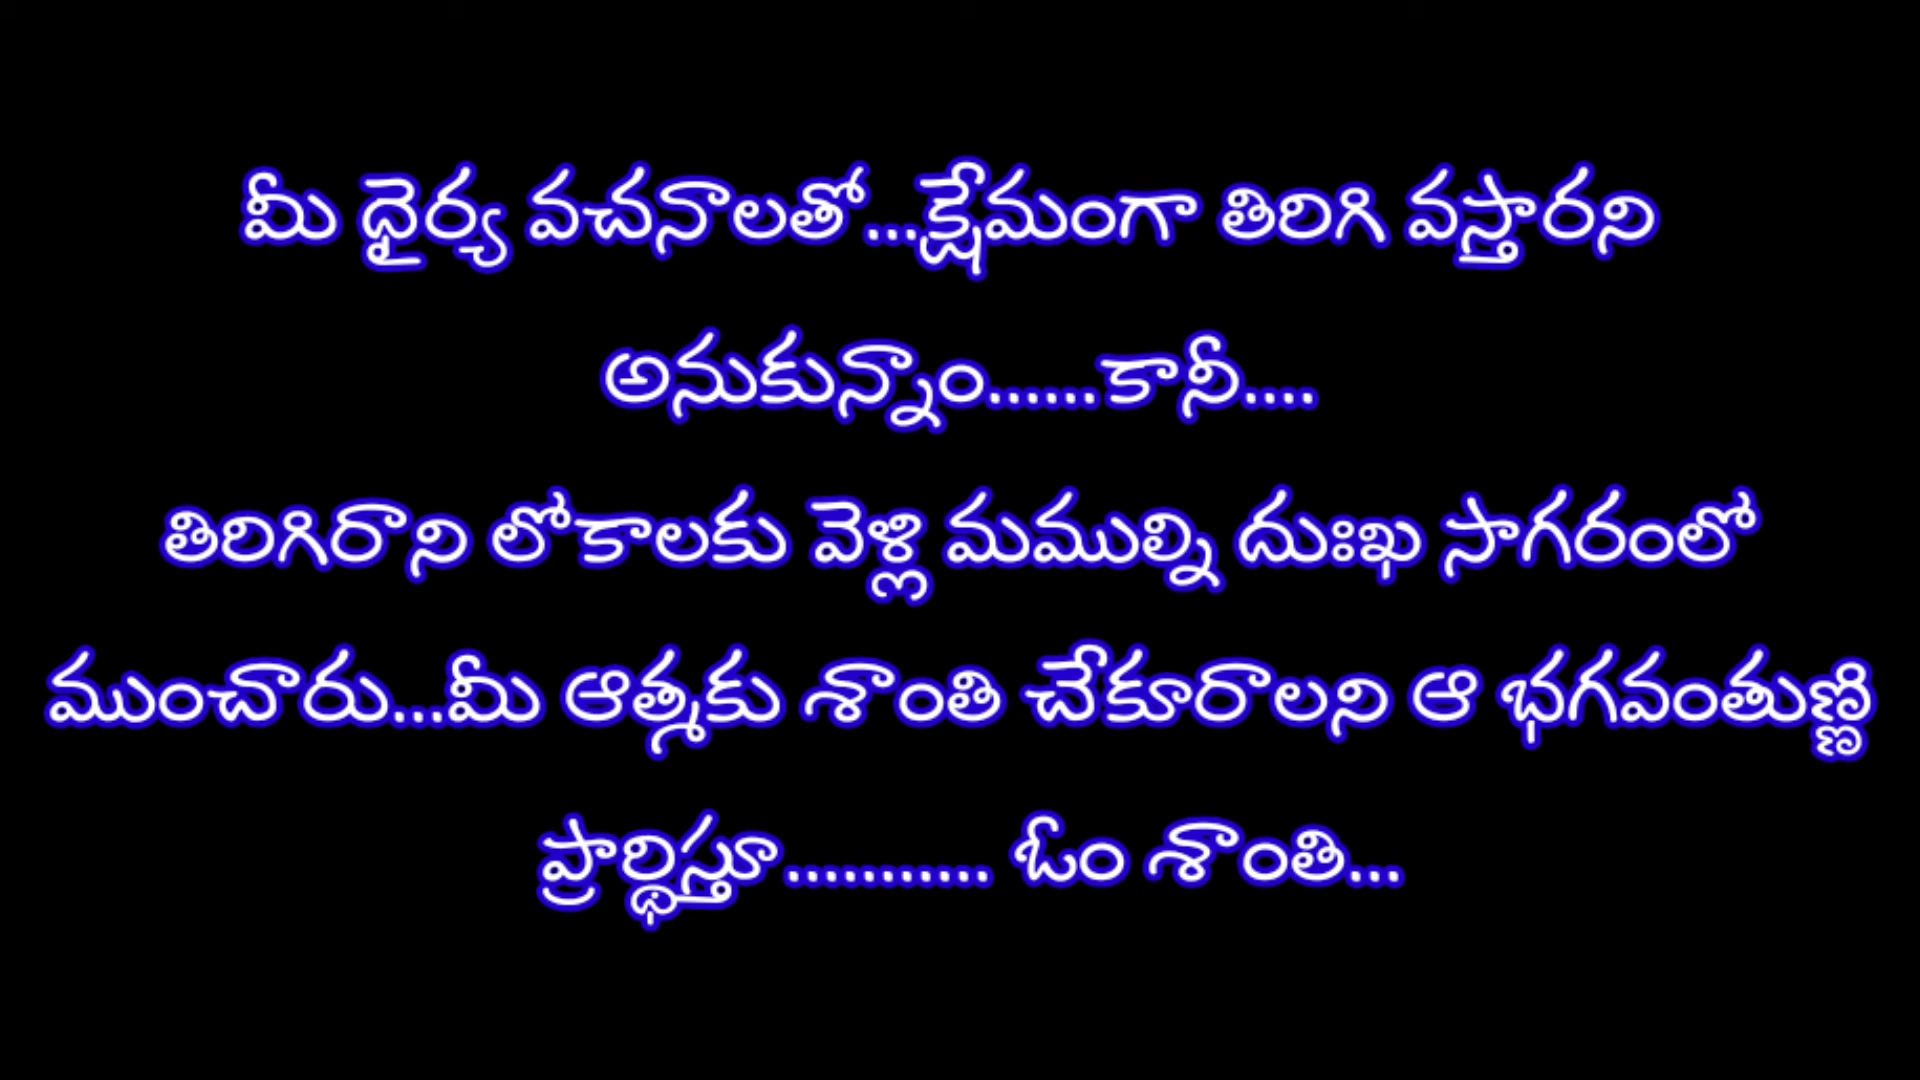 మీ ధైర్య వచనాలతో...క్షేమంగా తిరిగి వస్తారని
అనుకున్నాం......కానీ....
తిరిగిరాని లోకాలకు వెళ్లి మముల్ని దుఃఖ సాగరంలో
ముంచారు...మీ ఆత్మకు శాంతి చేకూరాలని ఆ భగవంతుణ్ణి
ప్రార్థిస్తూ............ ఓం శాంతి...